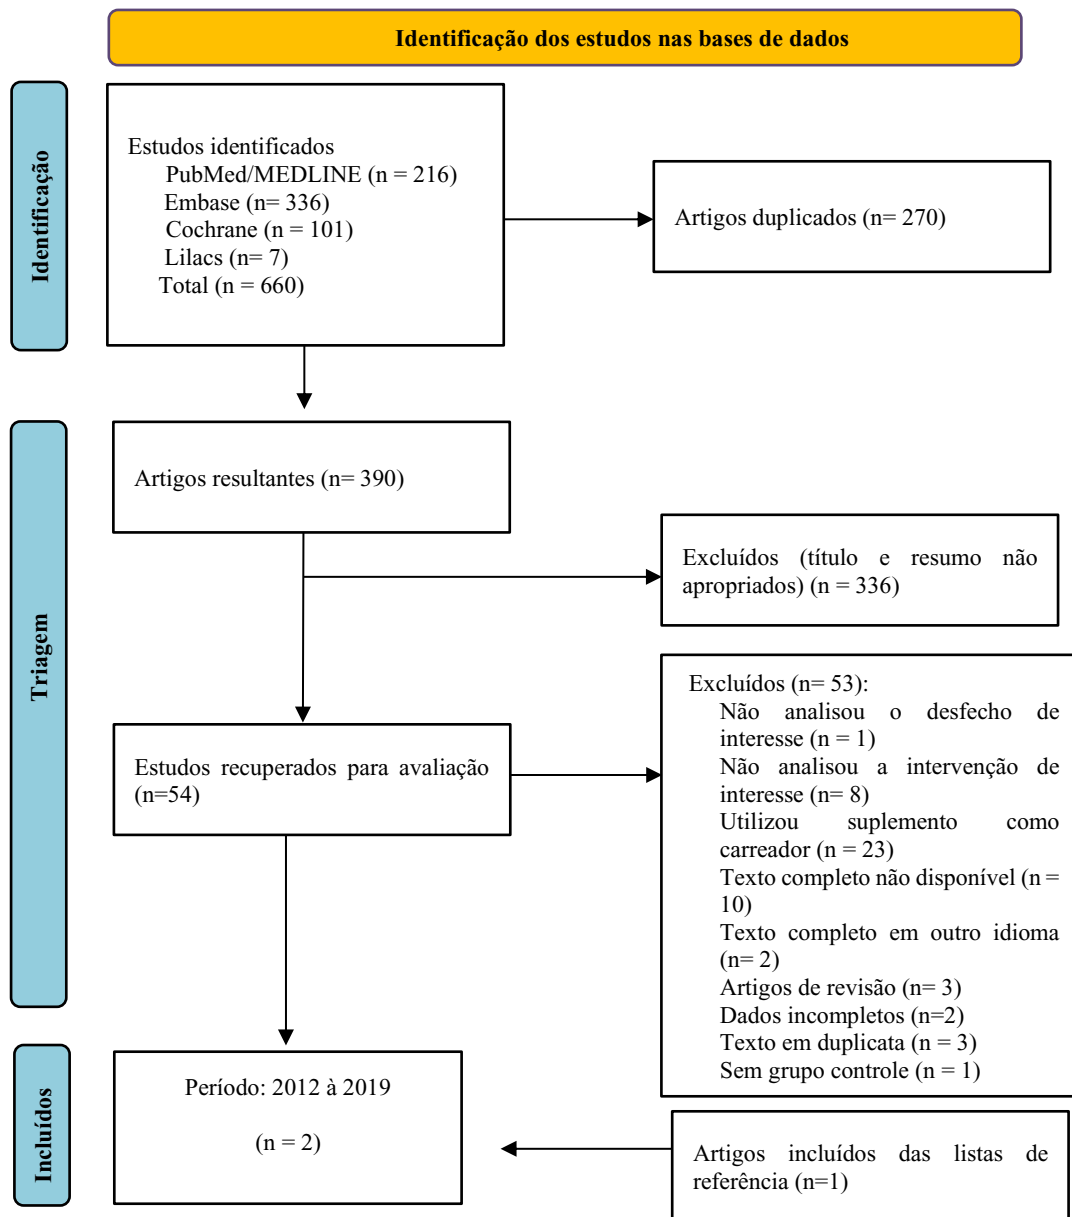 Identificação dos estudos nas bases de dados
Identificação
Estudos identificados
PubMed/MEDLINE (n = 216)
Embase (n= 336)
Cochrane (n = 101)
Lilacs (n= 7)
Total (n = 660)
Artigos duplicados (n= 270)
Triagem
Artigos resultantes (n= 390)
Excluídos (título e resumo não
apropriados) (n = 336)
Estudos recuperados para avaliação
(n=54)
Excluídos (n= 53):
Não analisou o desfecho de
interesse (n = 1)
Não analisou a intervenção de
interesse (n= 8)
Utilizou suplemento como
carreador (n = 23)
Texto completo não disponível (n =
10)
Texto completo em outro idioma
(n= 2)
Artigos de revisão (n= 3)
Dados incompletos (n=2)
Texto em duplicata (n = 3)
Sem grupo controle (n = 1)
Incluídos
Período: 2012 à 2019
(n = 2)
Artigos incluídos das listas de
referência (n=1)